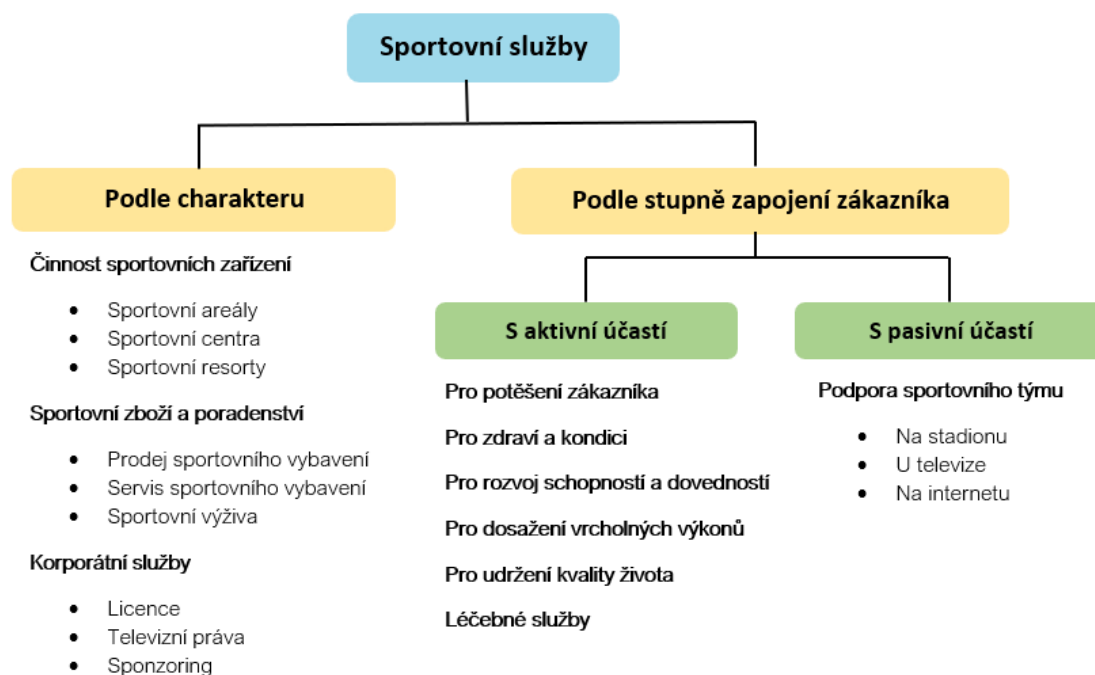 Sportovní služby
Podle charakteru
Činnost sportovních zařízení
Sportovní areály
Sportovní centra
Sportovní resorty
Sportovní zboží a poradenství
Prodej sportovního vybavení
Servis sportovního vybavení
Sportovní výživa
Korporátní služby
Licence
Televizní práva
Sponzoring
Podle stupně zapojení zákazníka
S aktivní účastí
Pro potěšení zákazníka
Pro zdraví a kondici
Pro rozvoj schopností a dovedností
Pro dosažení vrcholných výkonů
Pro udržení kvality života
Léčebné služby
S pasivní účastí
Podpora sportovního týmu
Na stadionu
U televize
Na internetu